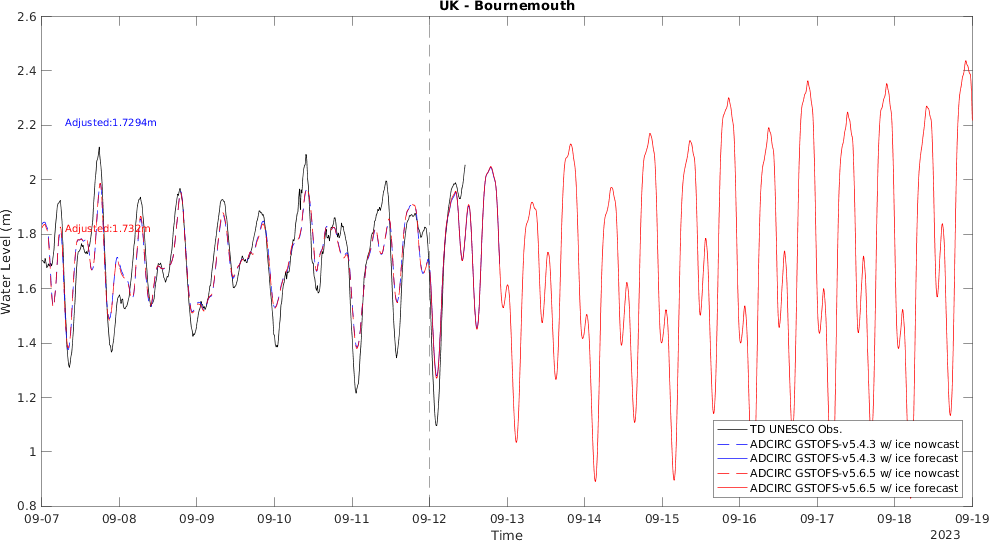 UK - Bournemouth
2.6
2.4
2.2
2
1.8
1.6
1.4
1.2
1
0.8
Water Level (m)
Adjusted:1.7294m
Adjusted:1.732m
TD UNESCO Obs.
ADCIRC GSTOFS-v5.4.3 w/ ice nowcast
ADCIRC GSTOFS-v5.4.3 w/ ice forecast
ADCIRC GSTOFS-v5.6.5 w/ ice nowcast
ADCIRC GSTOFS-v5.6.5 w/ ice forecast
09-07 09-08 09-09 09-10 09-11 09-12 09-13 09-14 09-15 09-16 09-17 09-18 09-19
Time
2023